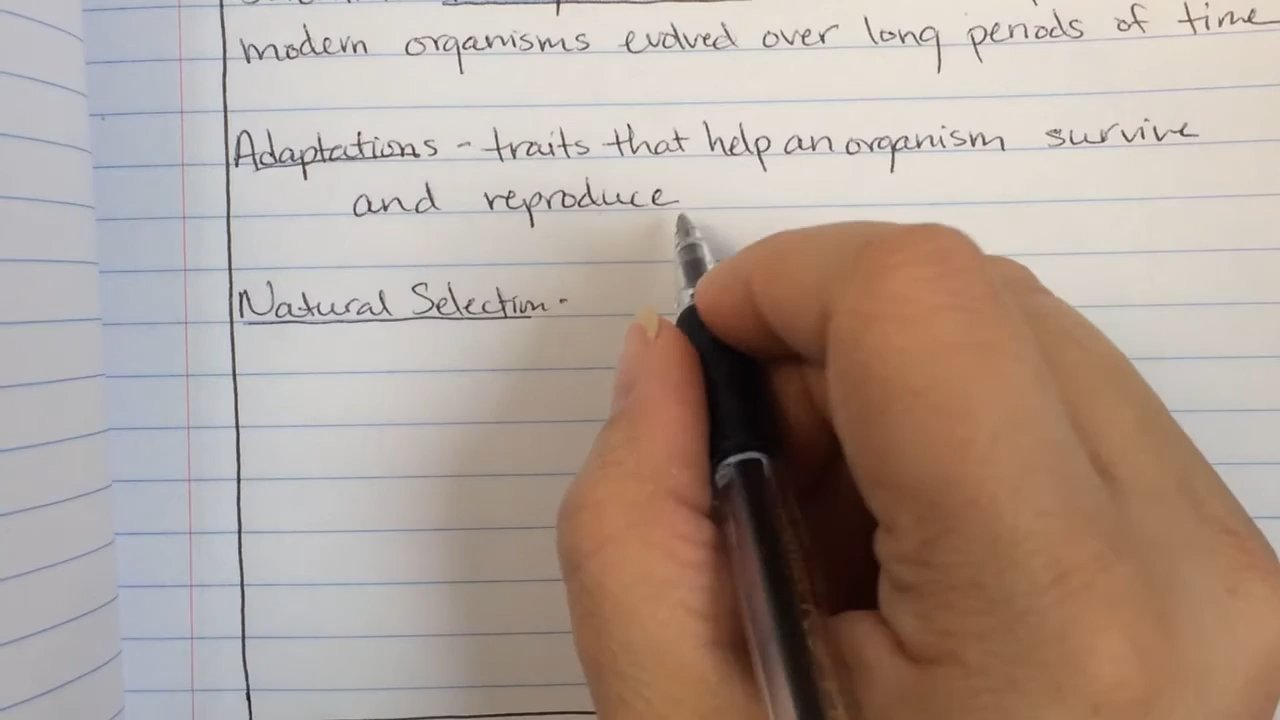 modern organisms evolved over long periods of time
Adaptations - traits that help an organism survive
and reproduce
Natural Selection -